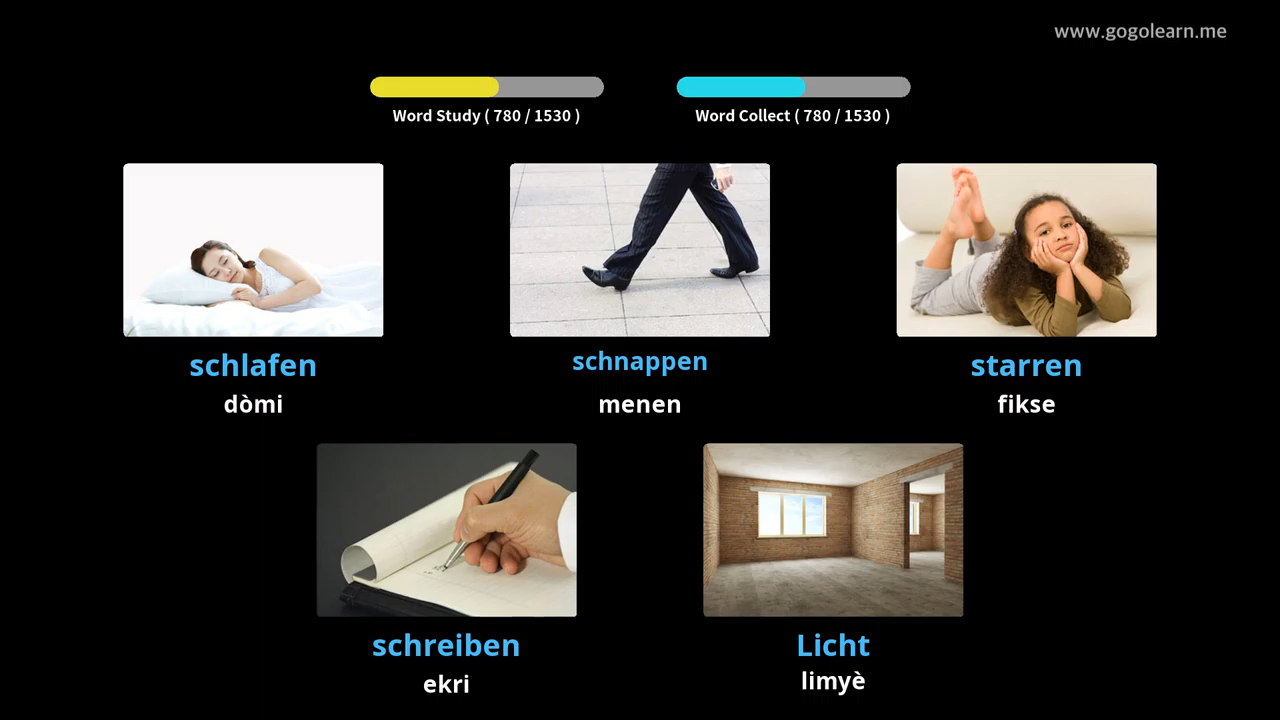 www.gogolearn.me
Word Study ( 780 / 1530 )
Word Collect ( 780 / 1530 )
schlafen
dòmi
schnappen
menen
starren
fikse
schreiben
ekri
Licht
limyè